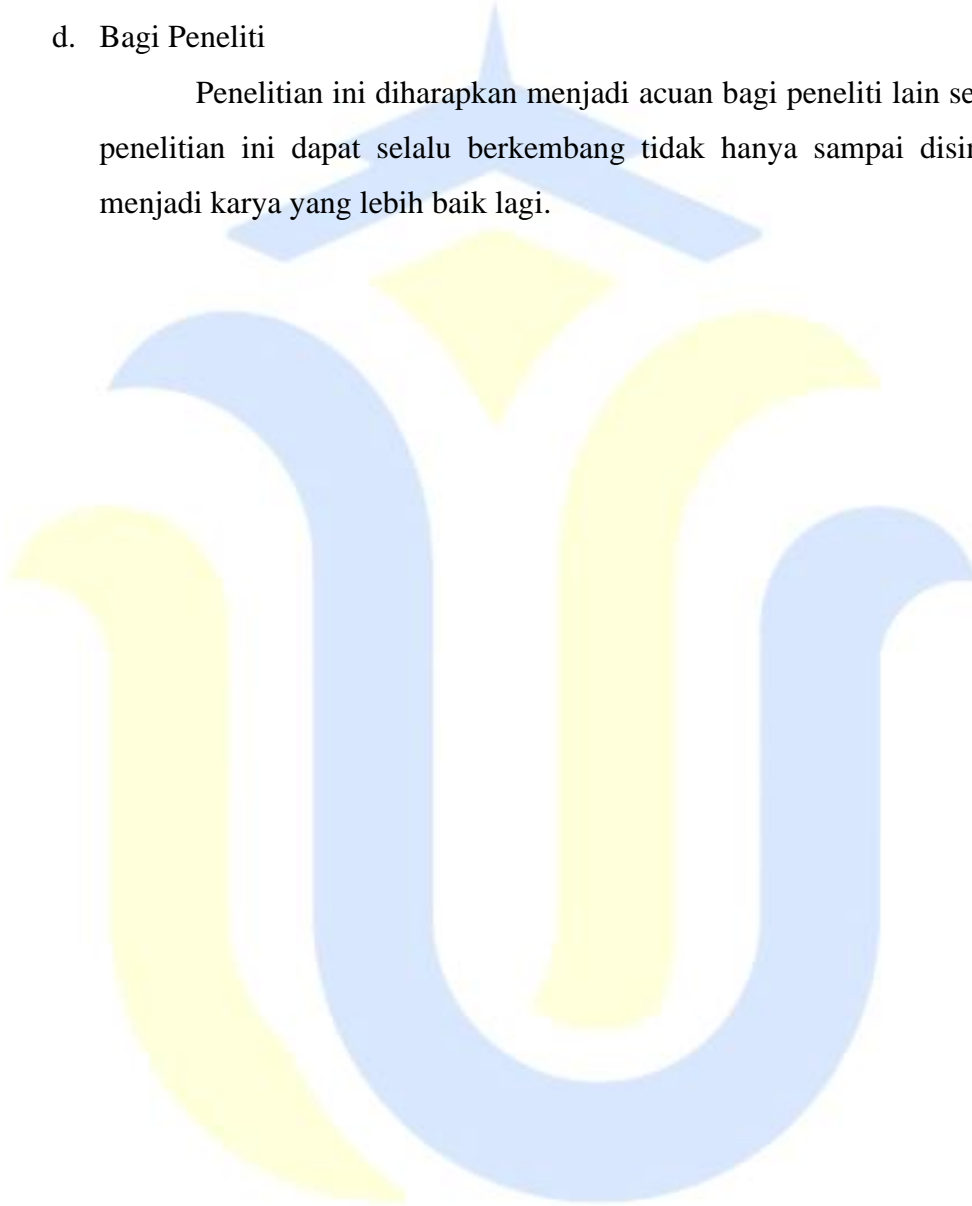 d. Bagi Peneliti
Penelitian ini diharapkan menjadi acuan bagi peneliti lain
penelitian ini dapat selalu berkembang tidak hanya sampai
menjadi karya yang lebih baik lagi.